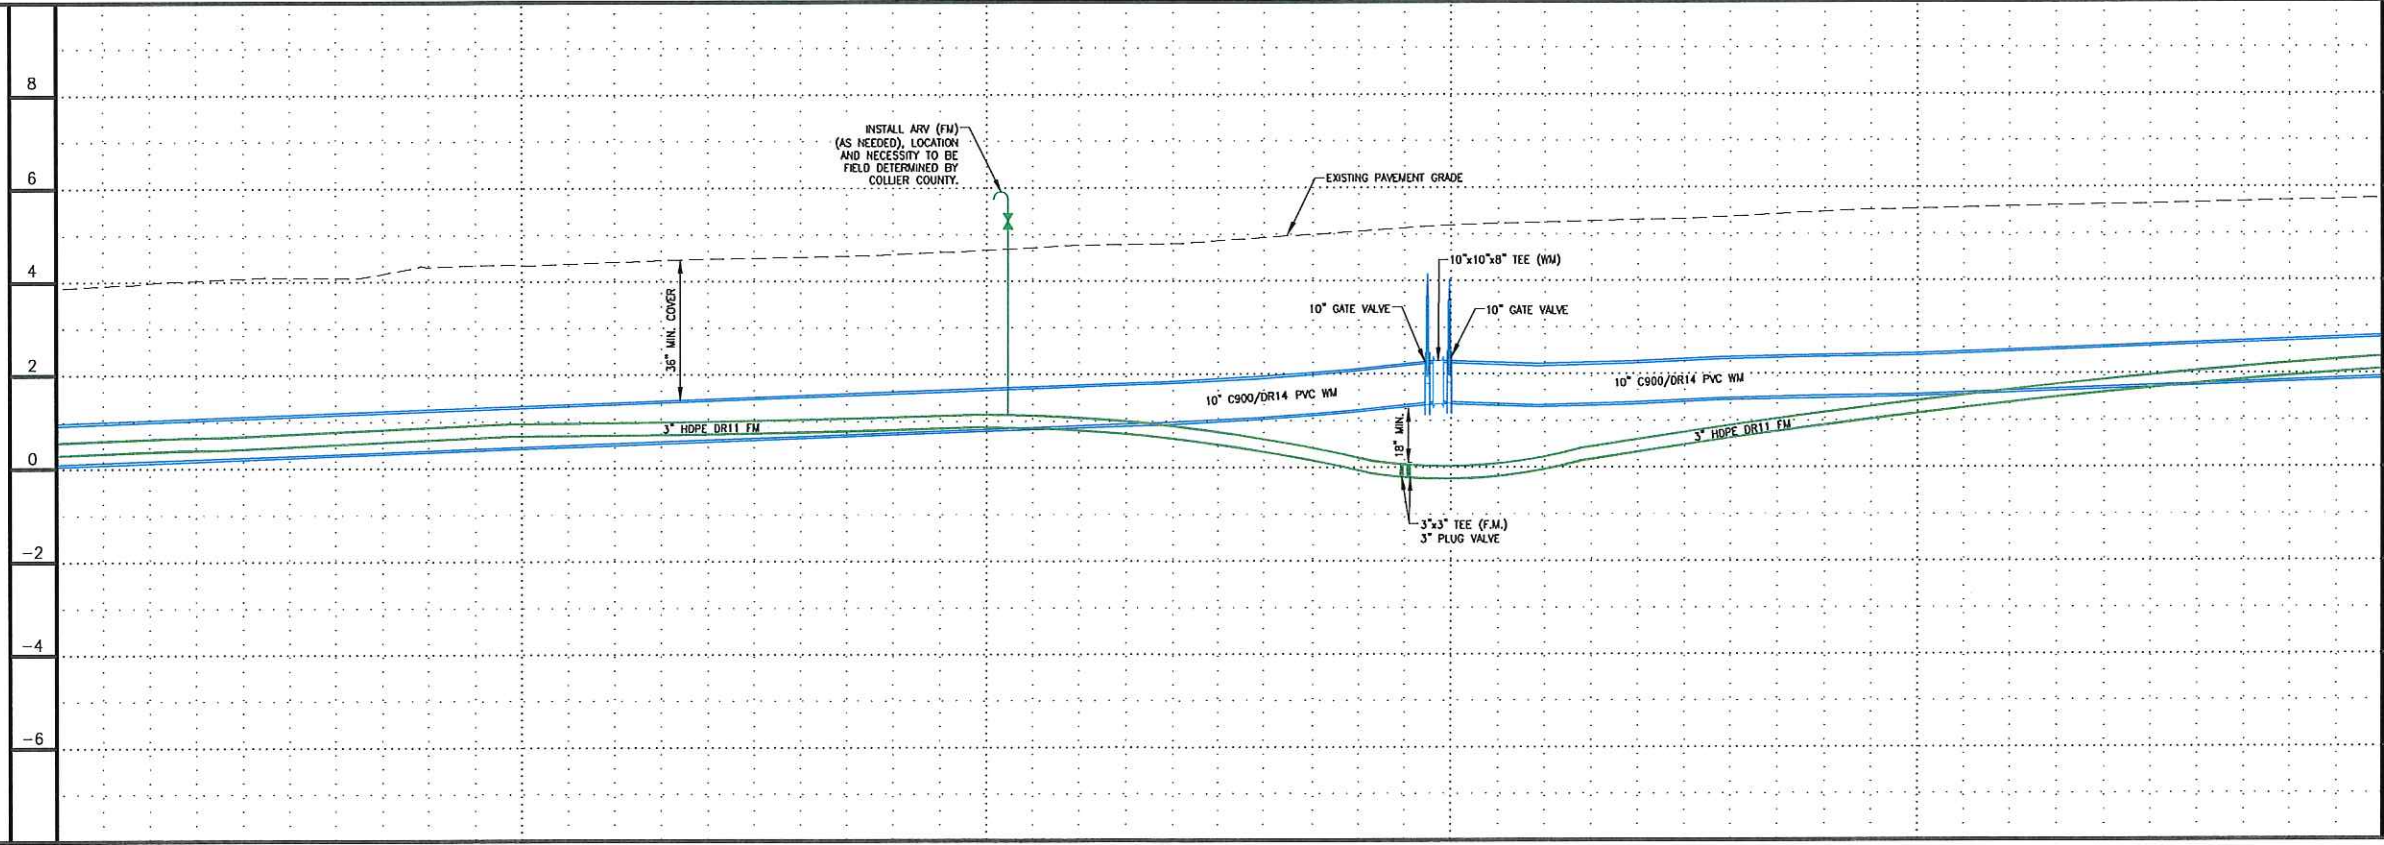 8
6
4
2
0
-2
-4
-6
INSTALL ARV (FM)
(AS NEEDED), LOCATION
AND NECESSITY TO BE
FIELD DETERMINED BY
COLLIER COUNTY.
EXISTING PAVEMENT GRADE
36" MIN. COVER
10"x10"x8" TEE (WM)
10" GATE VALVE
10" GATE VALVE
10" C900/DR14 PVC WM
10" C900/DR14 PVC WM
3" HDPE DR11 FM
18" MIN.
3" HDPE DR11 FM
3"x3" TEE (F.M.)
3" PLUG VALVE